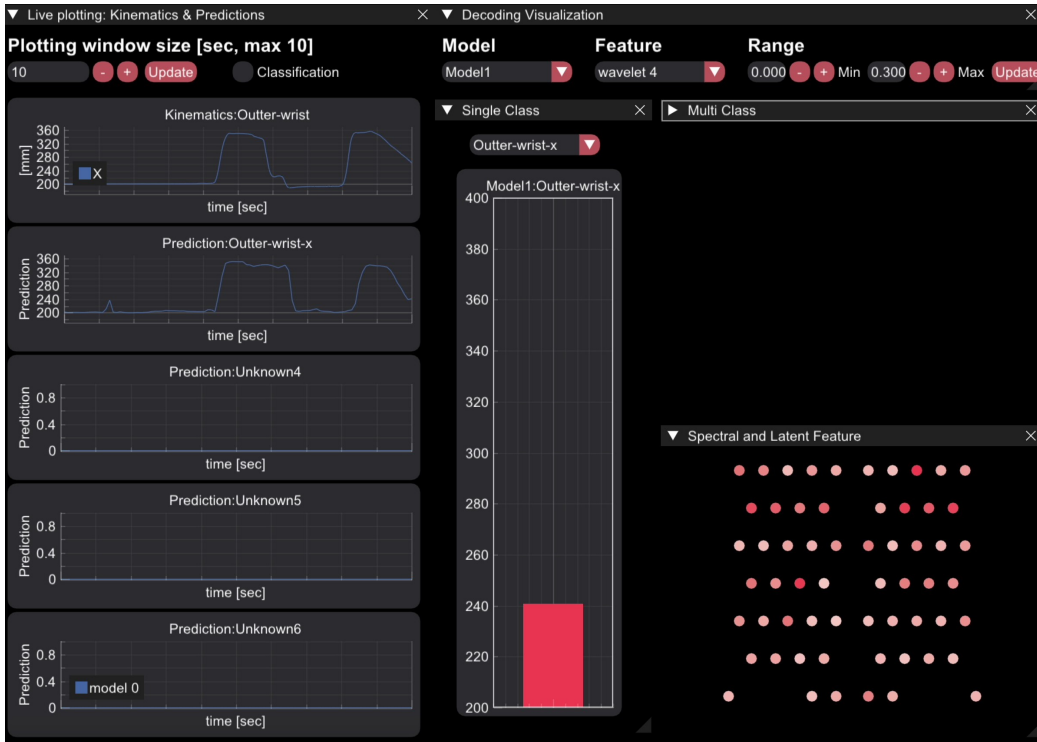 Live plotting: Kinematics & Predictions
Plotting window size [sec, max 10]
10 - + Update Classification
Kinematics:Outter-wrist
360
320
280
240
200
[mm]
X
time [sec]
Prediction:Outter-wrist-x
360
320
280
240
200
Prediction
time [sec]
Prediction:Unknown4
0.8
0.4
0
Prediction
time [sec]
Prediction:Unknown5
0.8
0.4
0
Prediction
time [sec]
Prediction:Unknown6
0.8
0.4
0
Prediction
model 0
time [sec]
Decoding Visualization
Model Feature Range
Model1 wavelet 4 0.000 - + Min 0.300 - + Max Update
Single Class
Outter-wrist-x
Model1:Outter-wrist-x
400
380
360
340
320
300
280
260
240
220
200
Multi Class
Spectral and Latent Feature